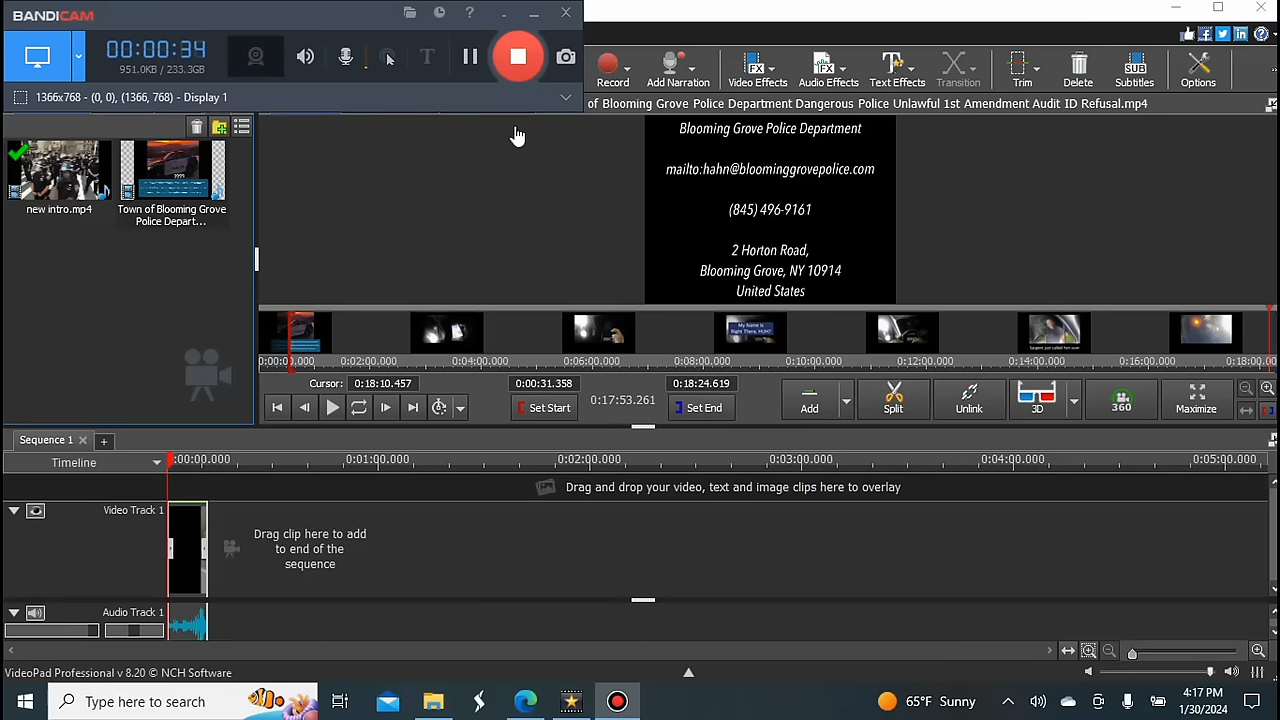 BANDICAM
00:00:34
951.0KB / 233.3GB
1366x768 - (0, 0), (1366, 768) - Display 1
Record
Add Narration
Video Effects
Audio Effects
Text Effects
Transition
Trim
Delete
Subtitles
Options
of Blooming Grove Police Department Dangerous Police Unlawful 1st Amendment Audit ID Refusal.mp4
new intro.mp4
Town of Blooming Grove
Police Depart...
Blooming Grove Police Department
mailto:hahn@bloominggrovepolice.com
(845) 496-9161
2 Horton Road,
Blooming Grove, NY 10914
United States
My Name Is
Right There, HUH?
Sargent just called him over
0:00:0 .000 0:02:00.000 0:04:00.000 0:06:00.000 0:08:00.000 0:10:00.000 0:12:00.000 0:14:00.000 0:16:00.000 0:18:00.00
Cursor: 0:18:10.457
0:00:31.358
Set Start
0:17:53.261
0:18:24.619
Set End
Add
Split
Unlink
3D
360
Maximize
Sequence 1
Timeline
:00:00.000 0:01:00.000 0:02:00.000 0:03:00.000 0:04:00.000 0:05:00.000
Drag and drop your video, text and image clips here to overlay
Video Track 1
Drag clip here to add
to end of the
sequence
Audio Track 1
VideoPad Professional v 8.20 © NCH Software
Type here to search
65°F Sunny
4:17 PM
1/30/2024